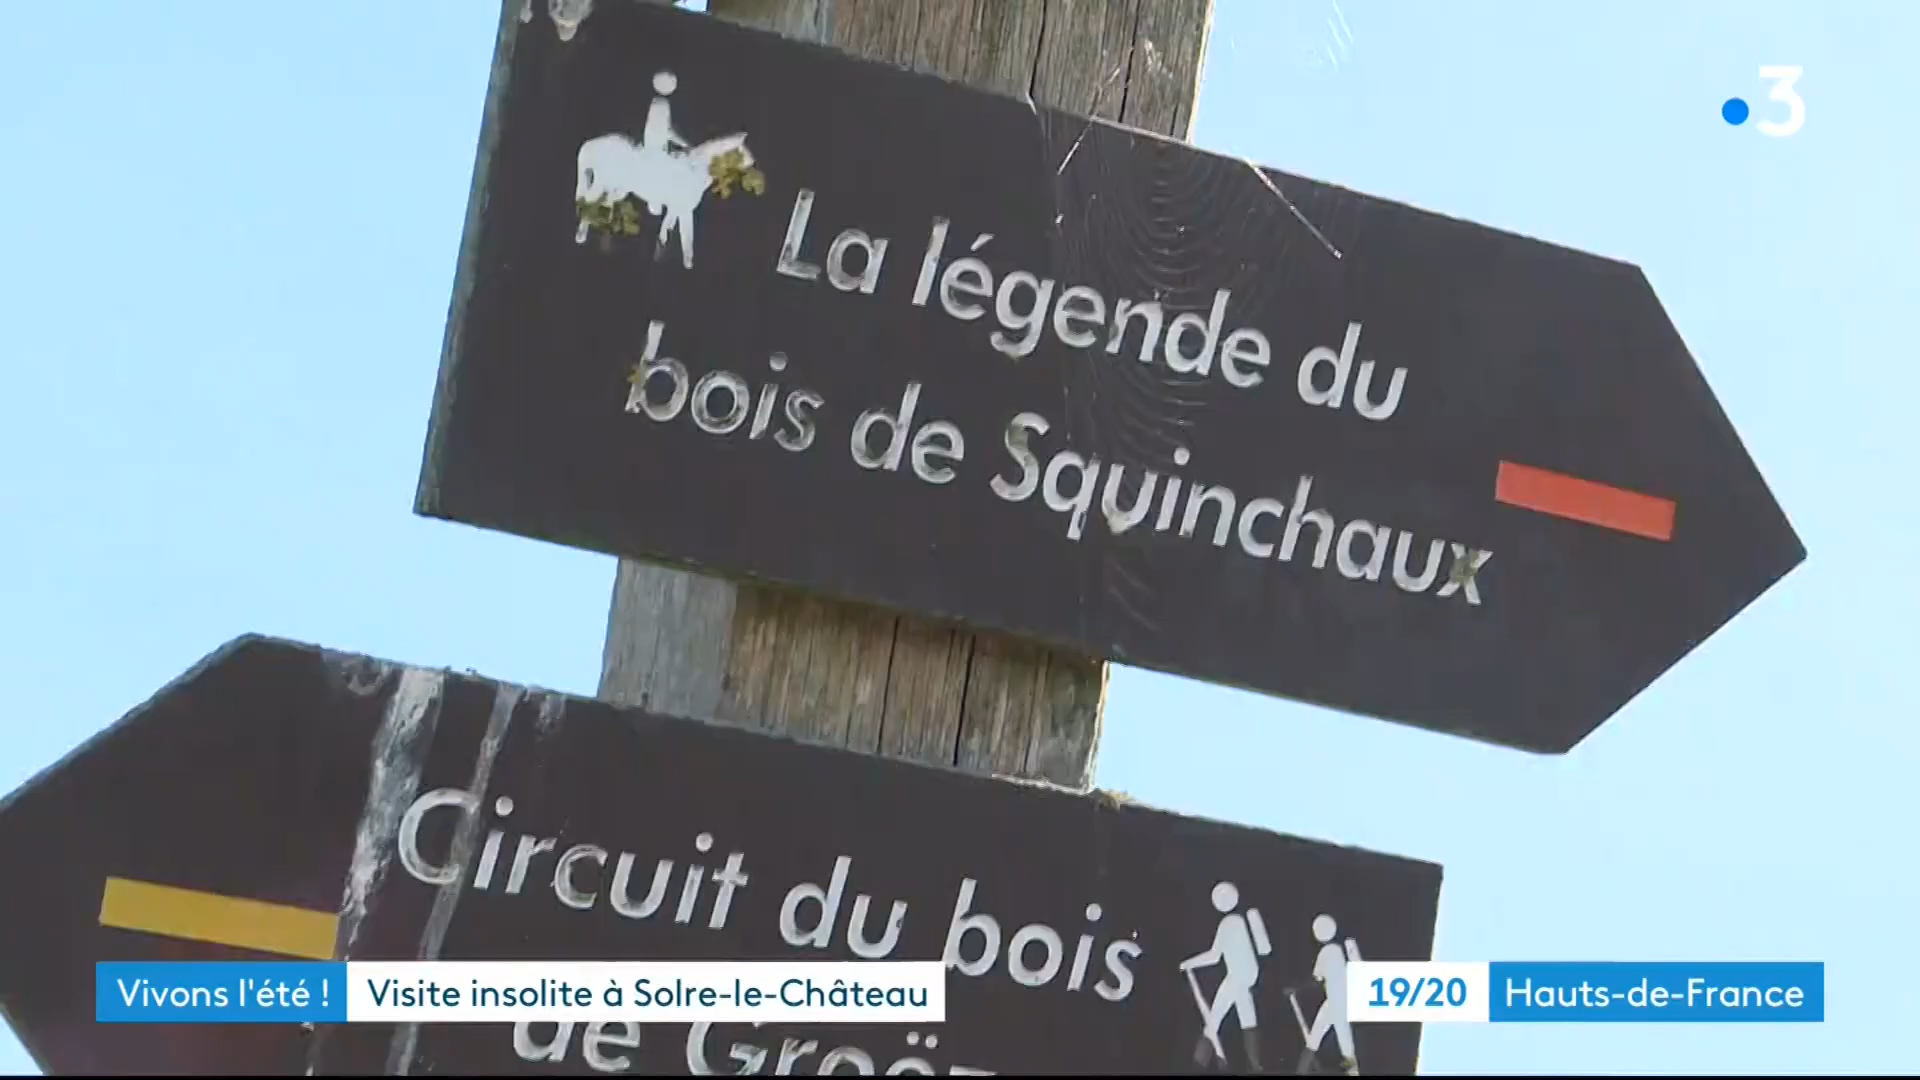 3
La légende du
bois de Squinchaux
Circuit du bois
de
Vivons l'été ! Visite insolite à Solre-le-Château
19/20 Hauts-de-France